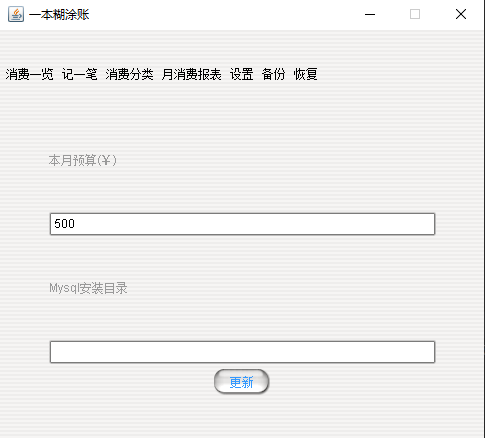 一本糊涂账
消费一览 记一笔 消费分类 月消费报表 设置 备份 恢复
本月预算(¥)
500
Mysql安装目录
更新